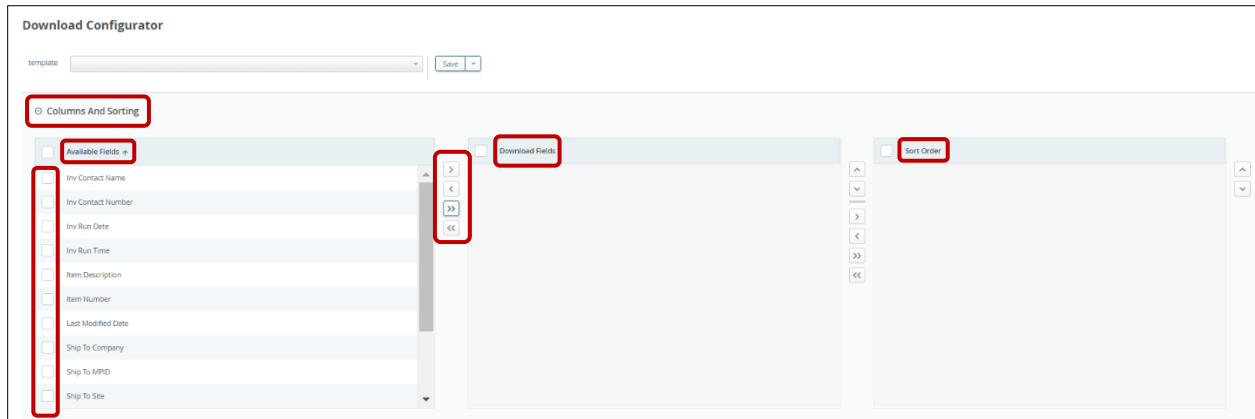 Download Configurator
template
Save
Columns And Sorting
Available Fields
Download Fields
Sort Order
Inv Contact Name
Inv Contact Number
Inv Run Date
Inv Run Time
Item Description
Item Number
Last Modified Date
Ship To Company
Ship To MPID
Ship To Site